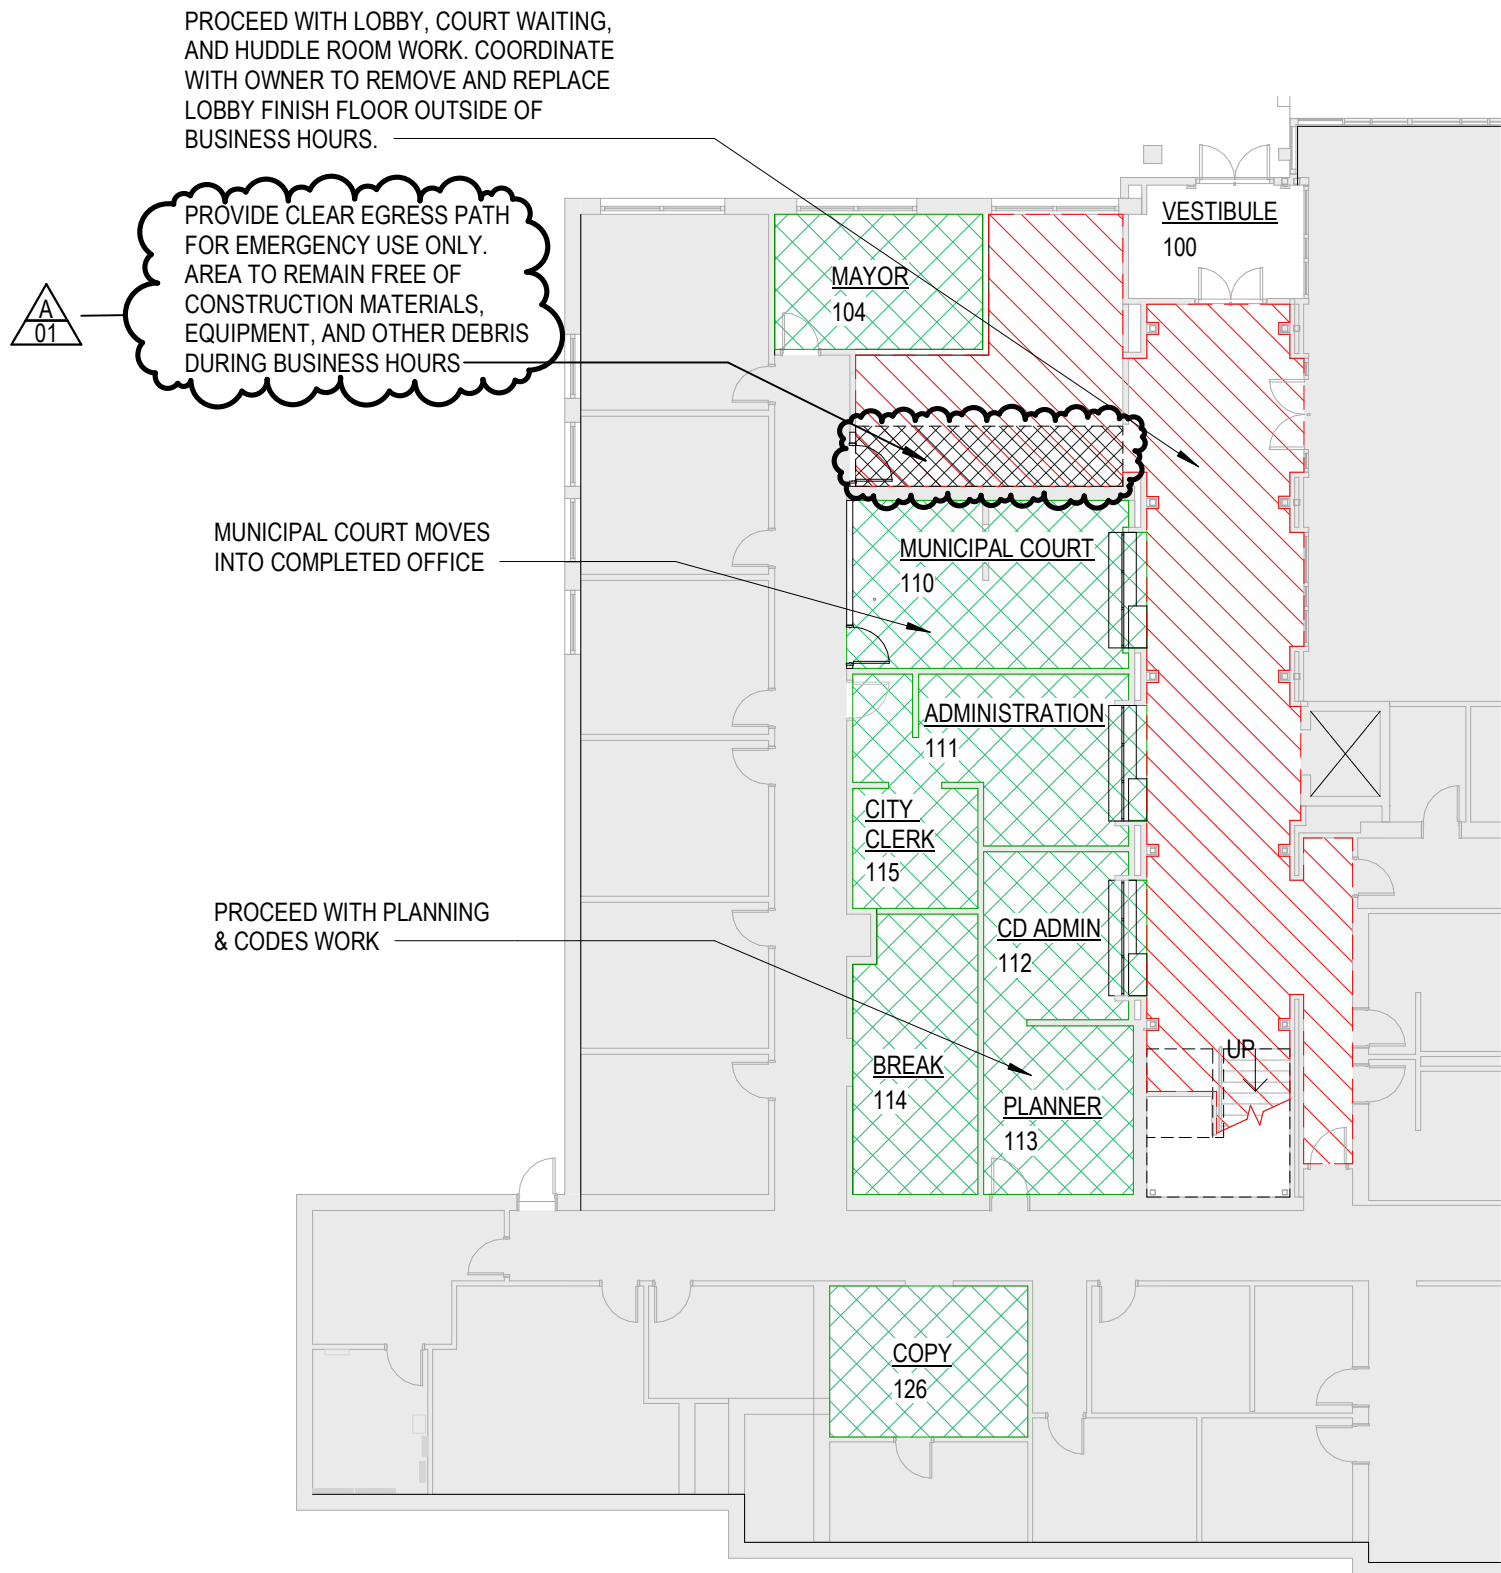 PROCEED WITH LOBBY, COURT WAITING,
AND HUDDLE ROOM WORK. COORDINATE
WITH OWNER TO REMOVE AND REPLACE
LOBBY FINISH FLOOR OUTSIDE OF
BUSINESS HOURS.
PROVIDE CLEAR EGRESS PATH
FOR EMERGENCY USE ONLY.
AREA TO REMAIN FREE OF
CONSTRUCTION MATERIALS,
EQUIPMENT, AND OTHER DEBRIS
DURING BUSINESS HOURS
A
01
VESTIBULE
100
MAYOR
104
MUNICIPAL COURT MOVES
INTO COMPLETED OFFICE
MUNICIPAL COURT
110
ADMINISTRATION
111
CITY
CLERK
115
PROCEED WITH PLANNING
& CODES WORK
CD ADMIN
112
UP
BREAK
114
PLANNER
113
COPY
126